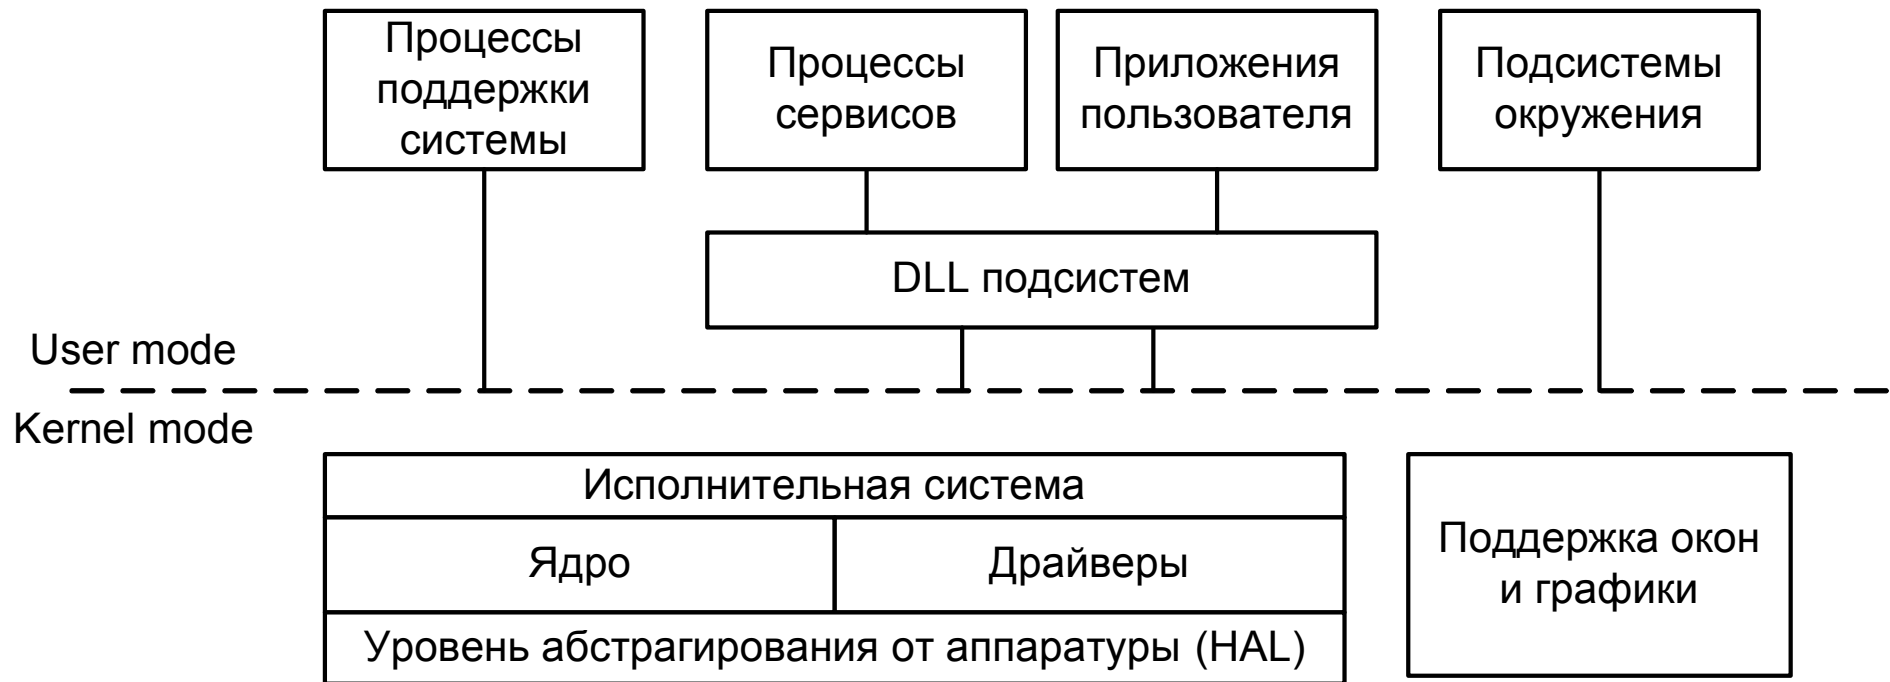 Процессы
поддержки
системы
Процессы
сервисов
Приложения
пользователя
Подсистемы
окружения
DLL подсистем
User mode
Kernel mode
Исполнительная система
Ядро
Драйверы
Уровень абстрагирования от аппаратуры (HAL)
Поддержка окон
и графики